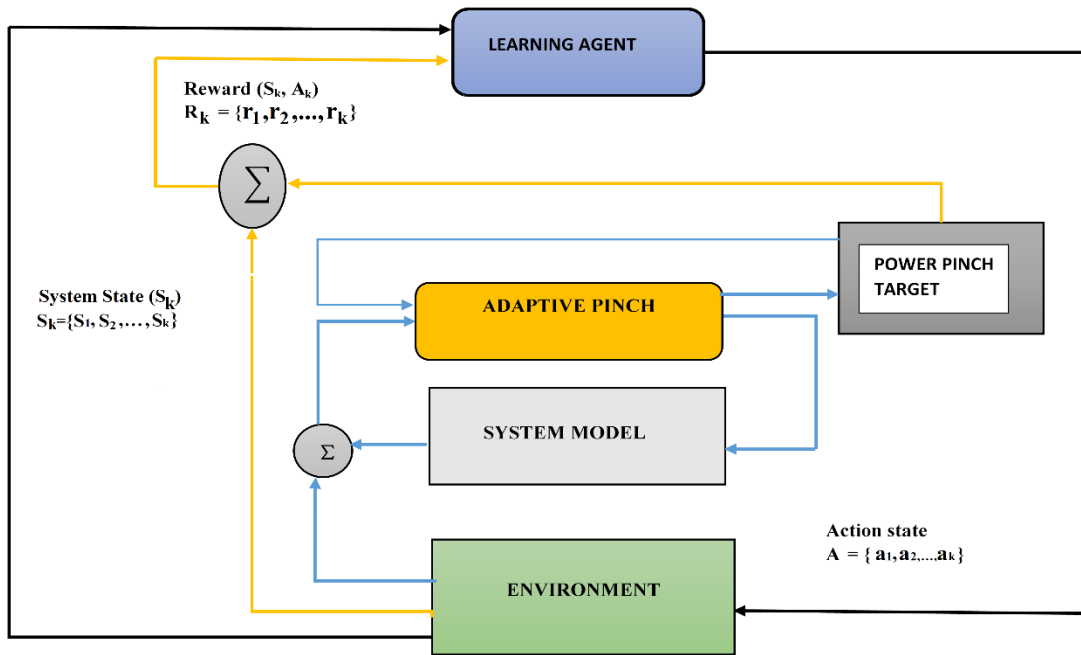 LEARNING AGENT
Reward (Sₖ, Aₖ)
Rₖ = {r₁,r₂,...,rₖ}
Σ
POWER PINCH
TARGET
System State (Sₖ)
Sₖ={S₁, S₂,…, Sₖ}
ADAPTIVE PINCH
SYSTEM MODEL
Σ
Action state
A = { a₁,a₂,...,aₖ}
ENVIRONMENT